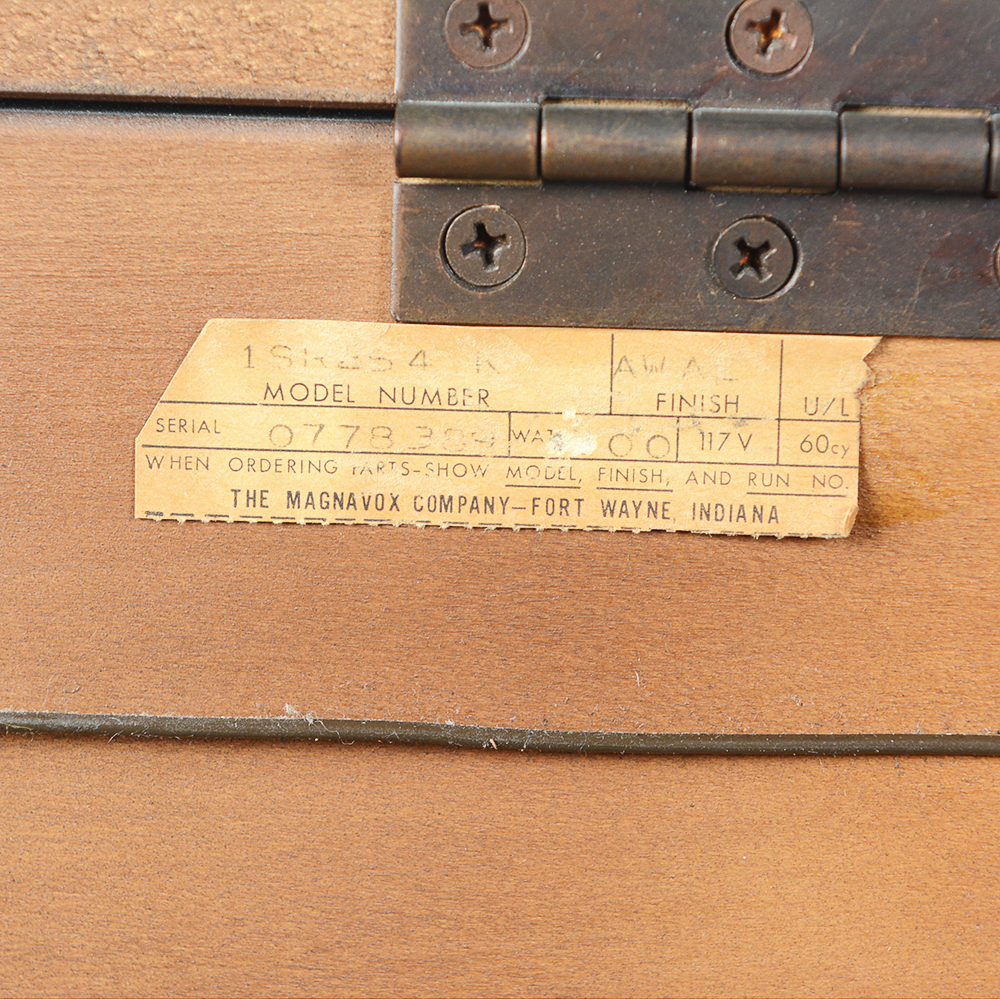 AWAL
MODEL NUMBER FINISH U/L
SERIAL 117V 60cy
WHEN ORDERING PARTS-SHOW MODEL, FINISH, AND RUN NO.
THE MAGNAVOX COMPANY-FORT WAYNE, INDIANA